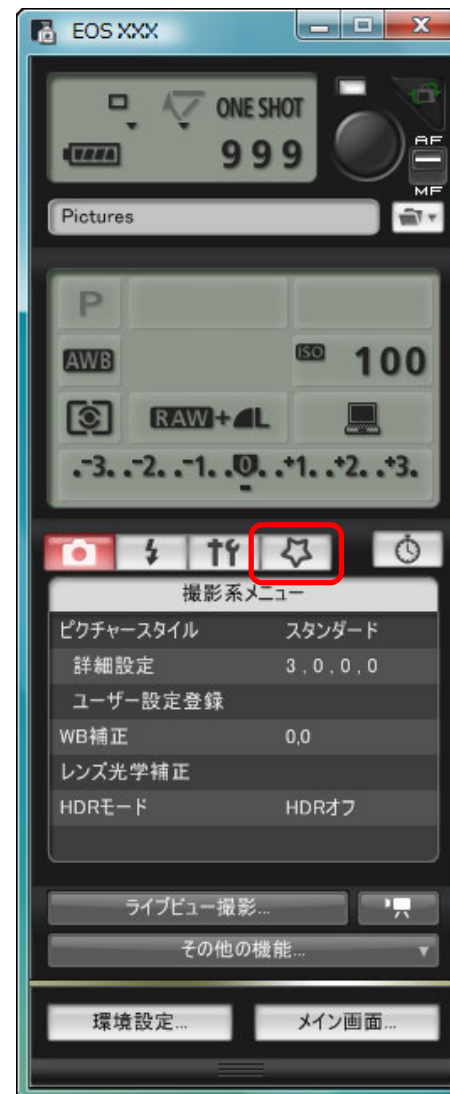 EOS XXX
ONE SHOT
999
AF
MF
Pictures
P
AWB
ISO 100
RAW+L
.-3. .-2. .-1. .0. .+1. .+2. .+3.
撮影系メニュー
ピクチャースタイル スタンダード
詳細設定 3 , 0 , 0 , 0
ユーザー設定登録
WB補正 0,0
レンズ光学補正
HDRモード HDRオフ
ライブビュー撮影...
その他の機能...
環境設定... メイン画面...